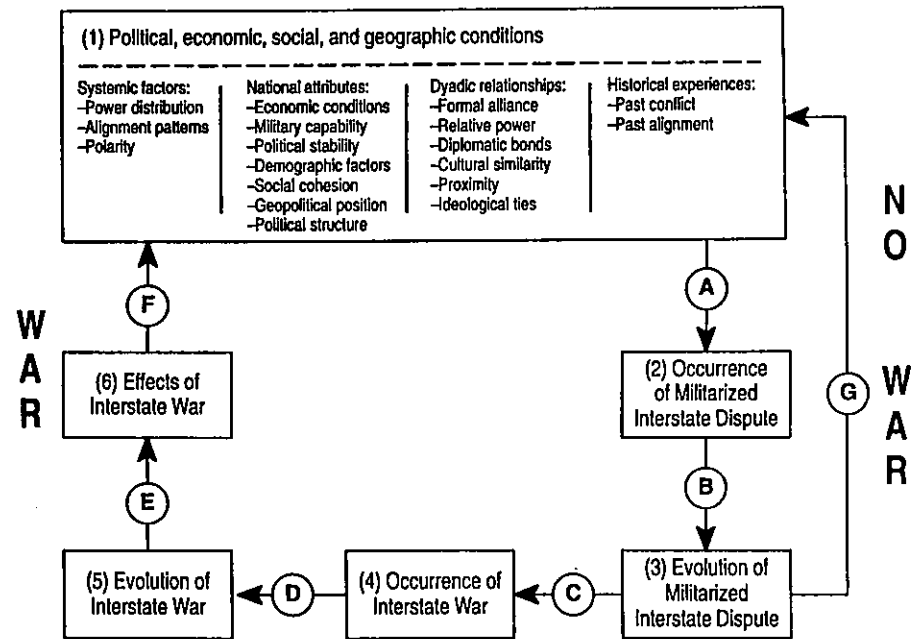 (1) Political, economic, social, and geographic conditions
Systemic factors:
–Power distribution
–Alignment patterns
–Polarity
National attributes:
–Economic conditions
–Military capability
–Political stability
–Demographic factors
–Social cohesion
–Geopolitical position
–Political structure
Dyadic relationships:
–Formal alliance
–Relative power
–Diplomatic bonds
–Cultural similarity
–Proximity
–Ideological ties
Historical experiences:
–Past conflict
–Past alignment
A
(2) Occurrence
of Militarized
Interstate Dispute
B
(3) Evolution of
Militarized
Interstate Dispute
C
(4) Occurrence of
Interstate War
D
(5) Evolution of
Interstate War
E
(6) Effects of
Interstate War
F
WAR
G
NO
WAR